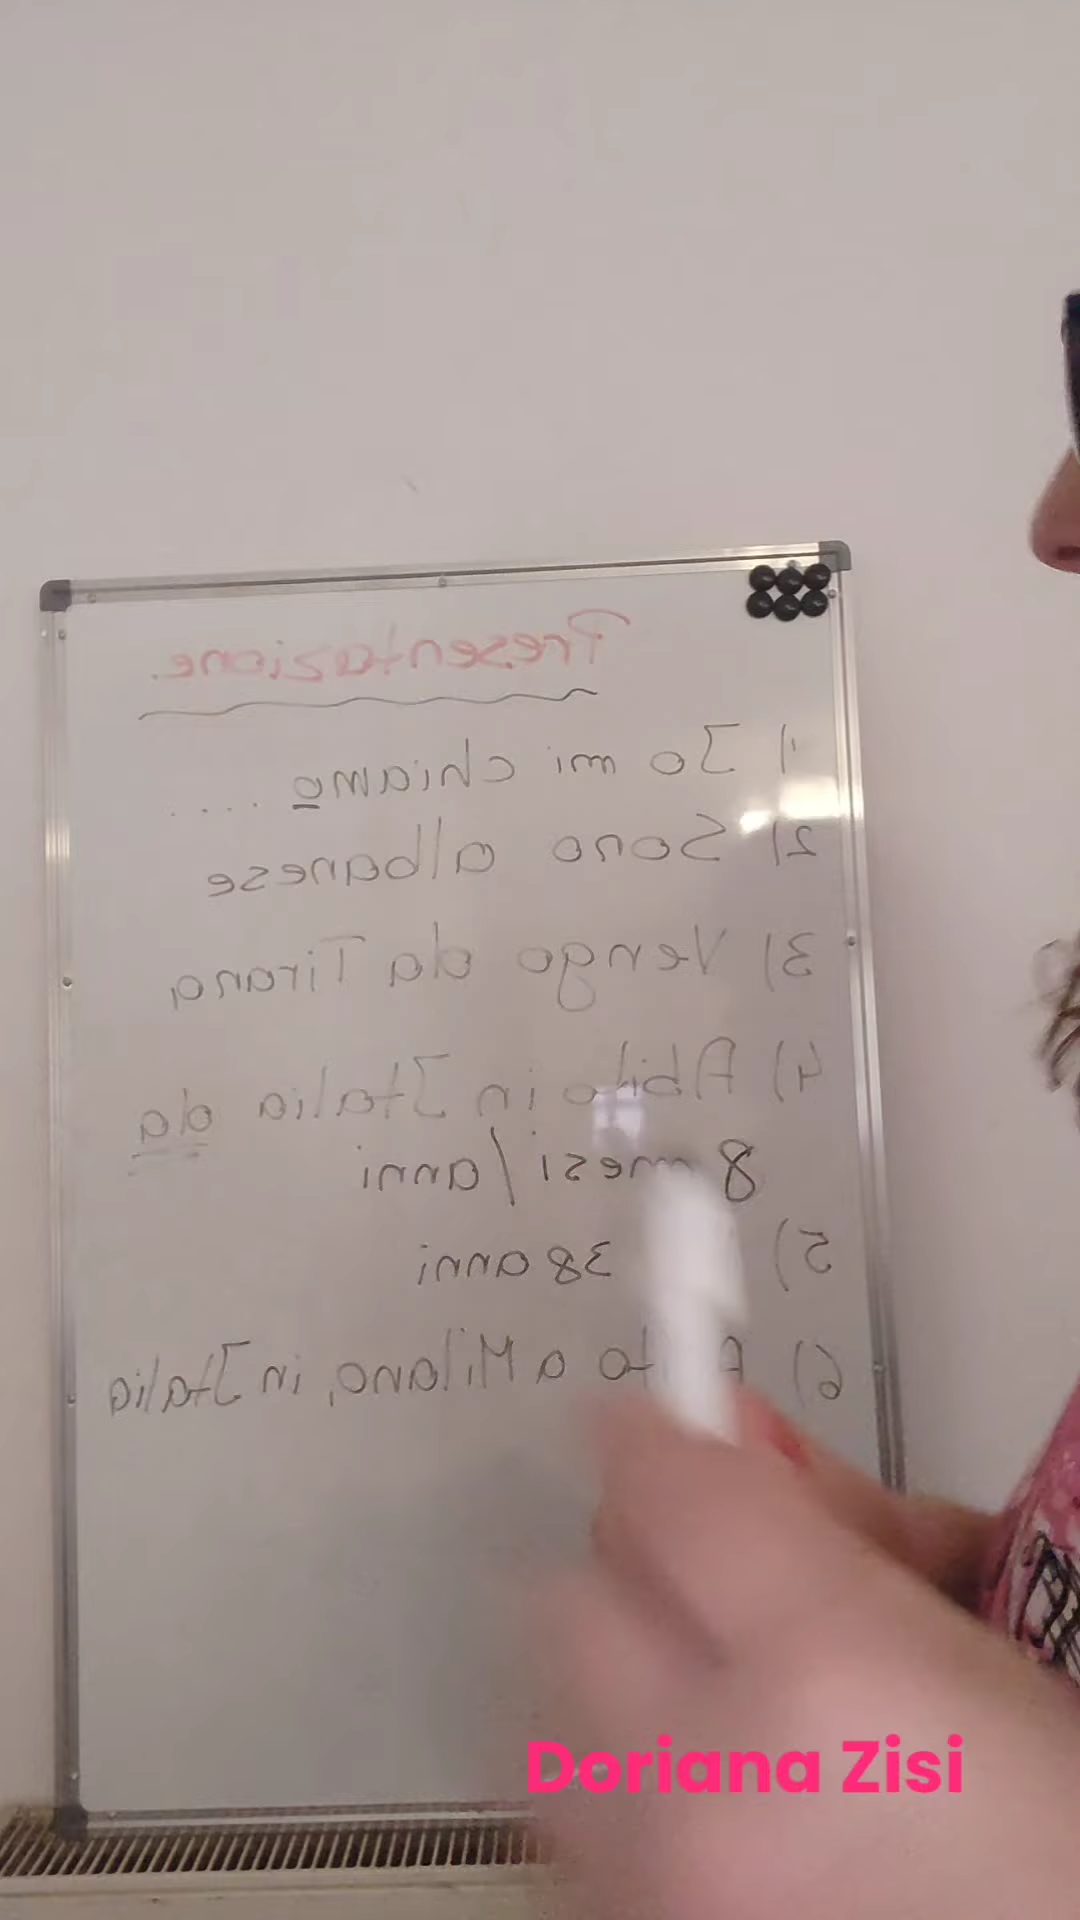 Presentazione.
1) Io mi chiamo ....
2) Sono albanese
3) Vengo da Tirana
4) Abito in Italia da
8 mesi/anni
5) 38 anni
6) a Milano, in Italia
Doriana Zisi